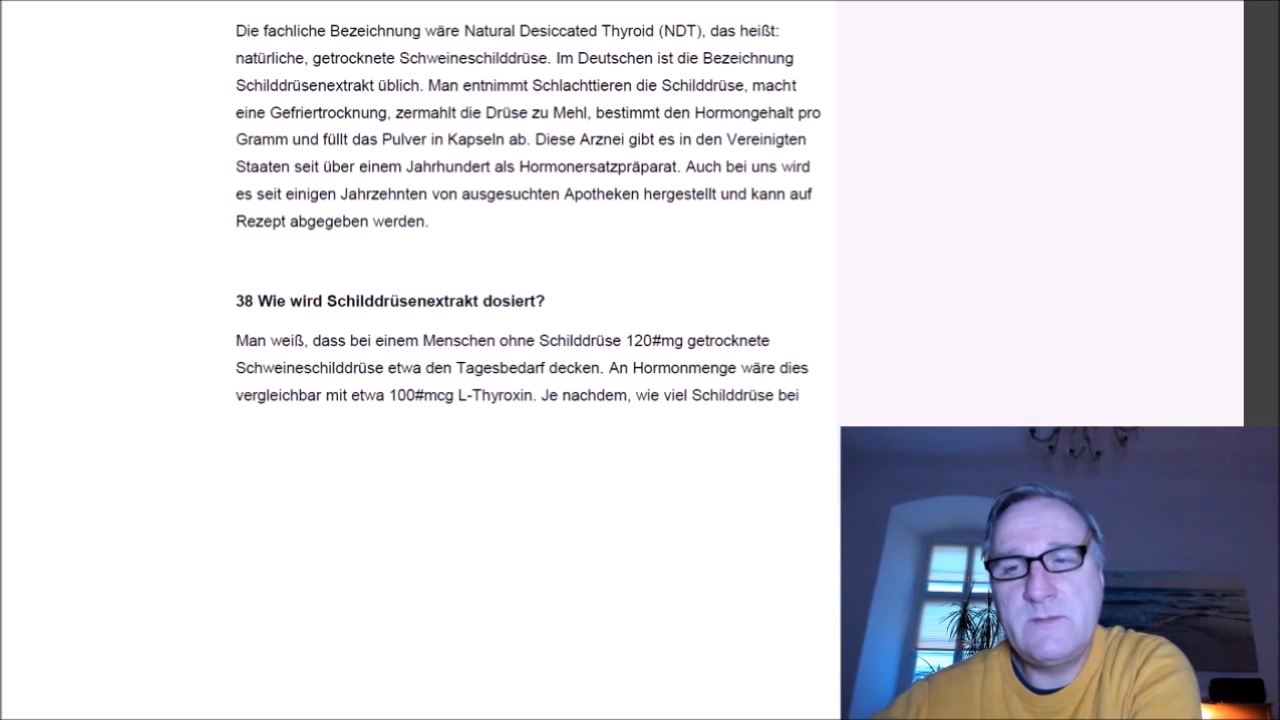 Die fachliche Bezeichnung wäre Natural Desiccated Thyroid (NDT), das heißt:
natürliche, getrocknete Schweineschilddrüse. Im Deutschen ist die Bezeichnung
Schilddrüsenextrakt üblich. Man entnimmt Schlachttieren die Schilddrüse, macht
eine Gefriertrocknung, zermahlt die Drüse zu Mehl, bestimmt den Hormongehalt pro
Gramm und füllt das Pulver in Kapseln ab. Diese Arznei gibt es in den Vereinigten
Staaten seit über einem Jahrhundert als Hormonersatzpräparat. Auch bei uns wird
es seit einigen Jahrzehnten von ausgesuchten Apotheken hergestellt und kann auf
Rezept abgegeben werden.
38 Wie wird Schilddrüsenextrakt dosiert?
Man weiß, dass bei einem Menschen ohne Schilddrüse 120#mg getrocknete
Schweineschilddrüse etwa den Tagesbedarf decken. An Hormonmenge wäre dies
vergleichbar mit etwa 100#mcg L-Thyroxin. Je nachdem, wie viel Schilddrüse bei